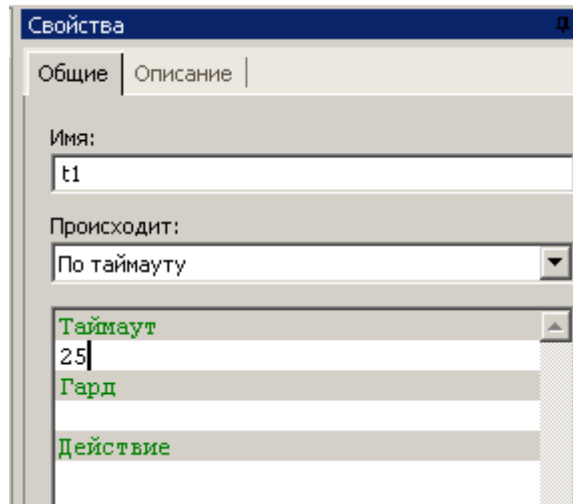 Свойства
Общие
Описание
Имя:
t1
Происходит:
По таймауту
Таймаут
25
Гард
Действие